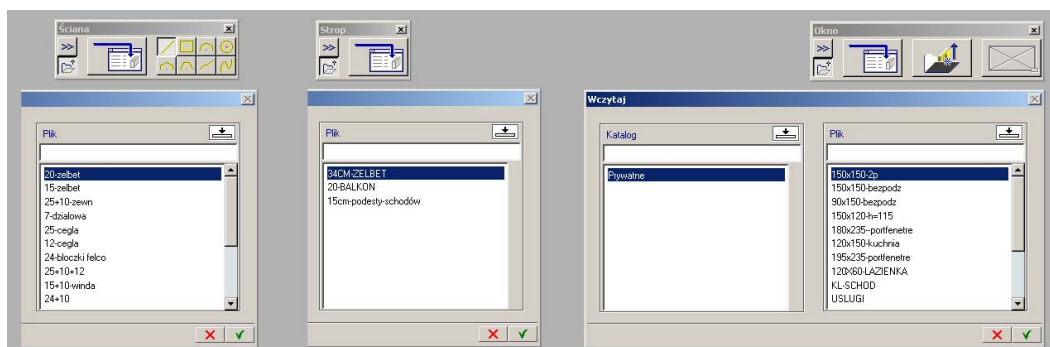 Ściana
Strop
Okno
>>
>>
>>
Wczytaj
Plik
Plik
Katalog
Plik
20-zelbet
15-zelbet
25+10-zewn
7-dzialowa
25-cegla
12-cegla
24-bloczki felco
25+10+12
15+10-winda
24+10
34CM-ZELBET
20-BALKON
15cm-podesty-schodów
Prywatne
150x150-2p
150x150-bezpodz
90x150-bezpodz
150x120-h=115
180x235--portfenetre
120x150-kuchnia
195x235-portfenetre
120X60-LAZIENKA
KL-SCHOD
USLUGI